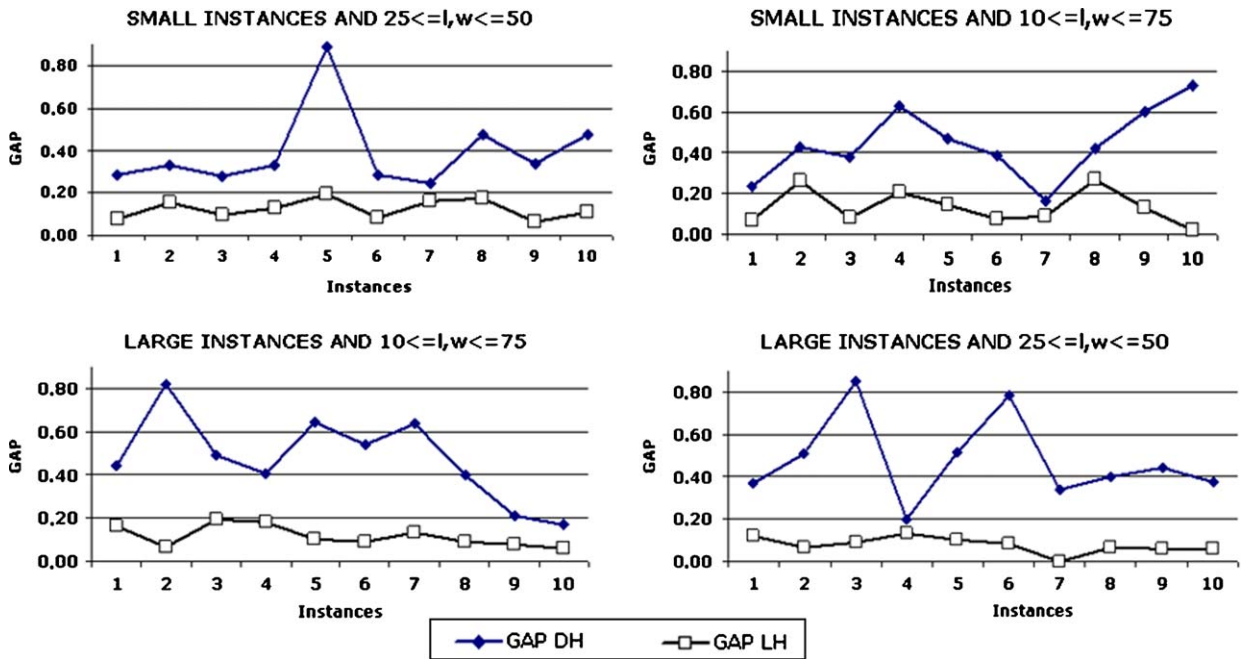 SMALL INSTANCES AND 25<=l,w<=50
0.80
0.60
0.40
0.20
0.00
GAP
1 2 3 4 5 6 7 8 9 10
Instances
SMALL INSTANCES AND 10<=l,w<=75
0.80
0.60
0.40
0.20
0.00
GAP
1 2 3 4 5 6 7 8 9 10
Instances
LARGE INSTANCES AND 10<=l,w<=75
0.80
0.60
0.40
0.20
0.00
GAP
1 2 3 4 5 6 7 8 9 10
Instances
LARGE INSTANCES AND 25<=l,w<=50
0.80
0.60
0.40
0.20
0.00
GAP
1 2 3 4 5 6 7 8 9 10
Instances
GAP DH GAP LH